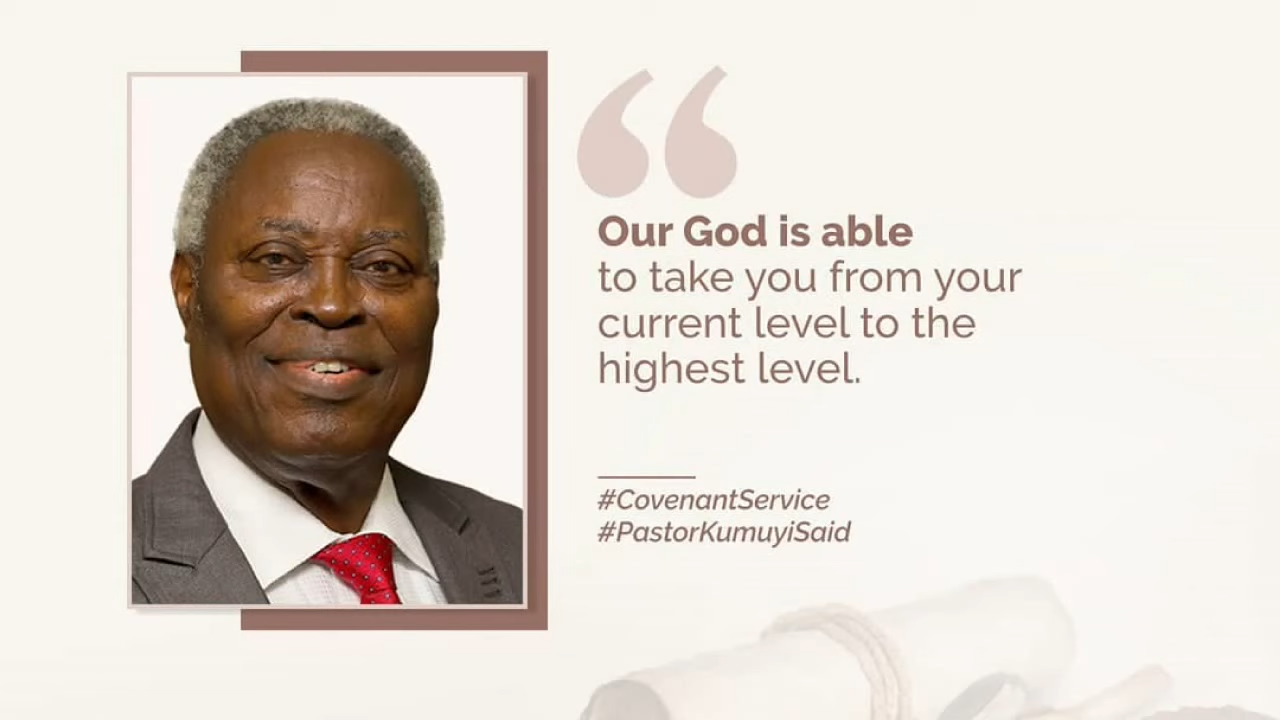 “
Our God is able
to take you from your
current level to the
highest level.
#CovenantService
#PastorKumuyiSaid